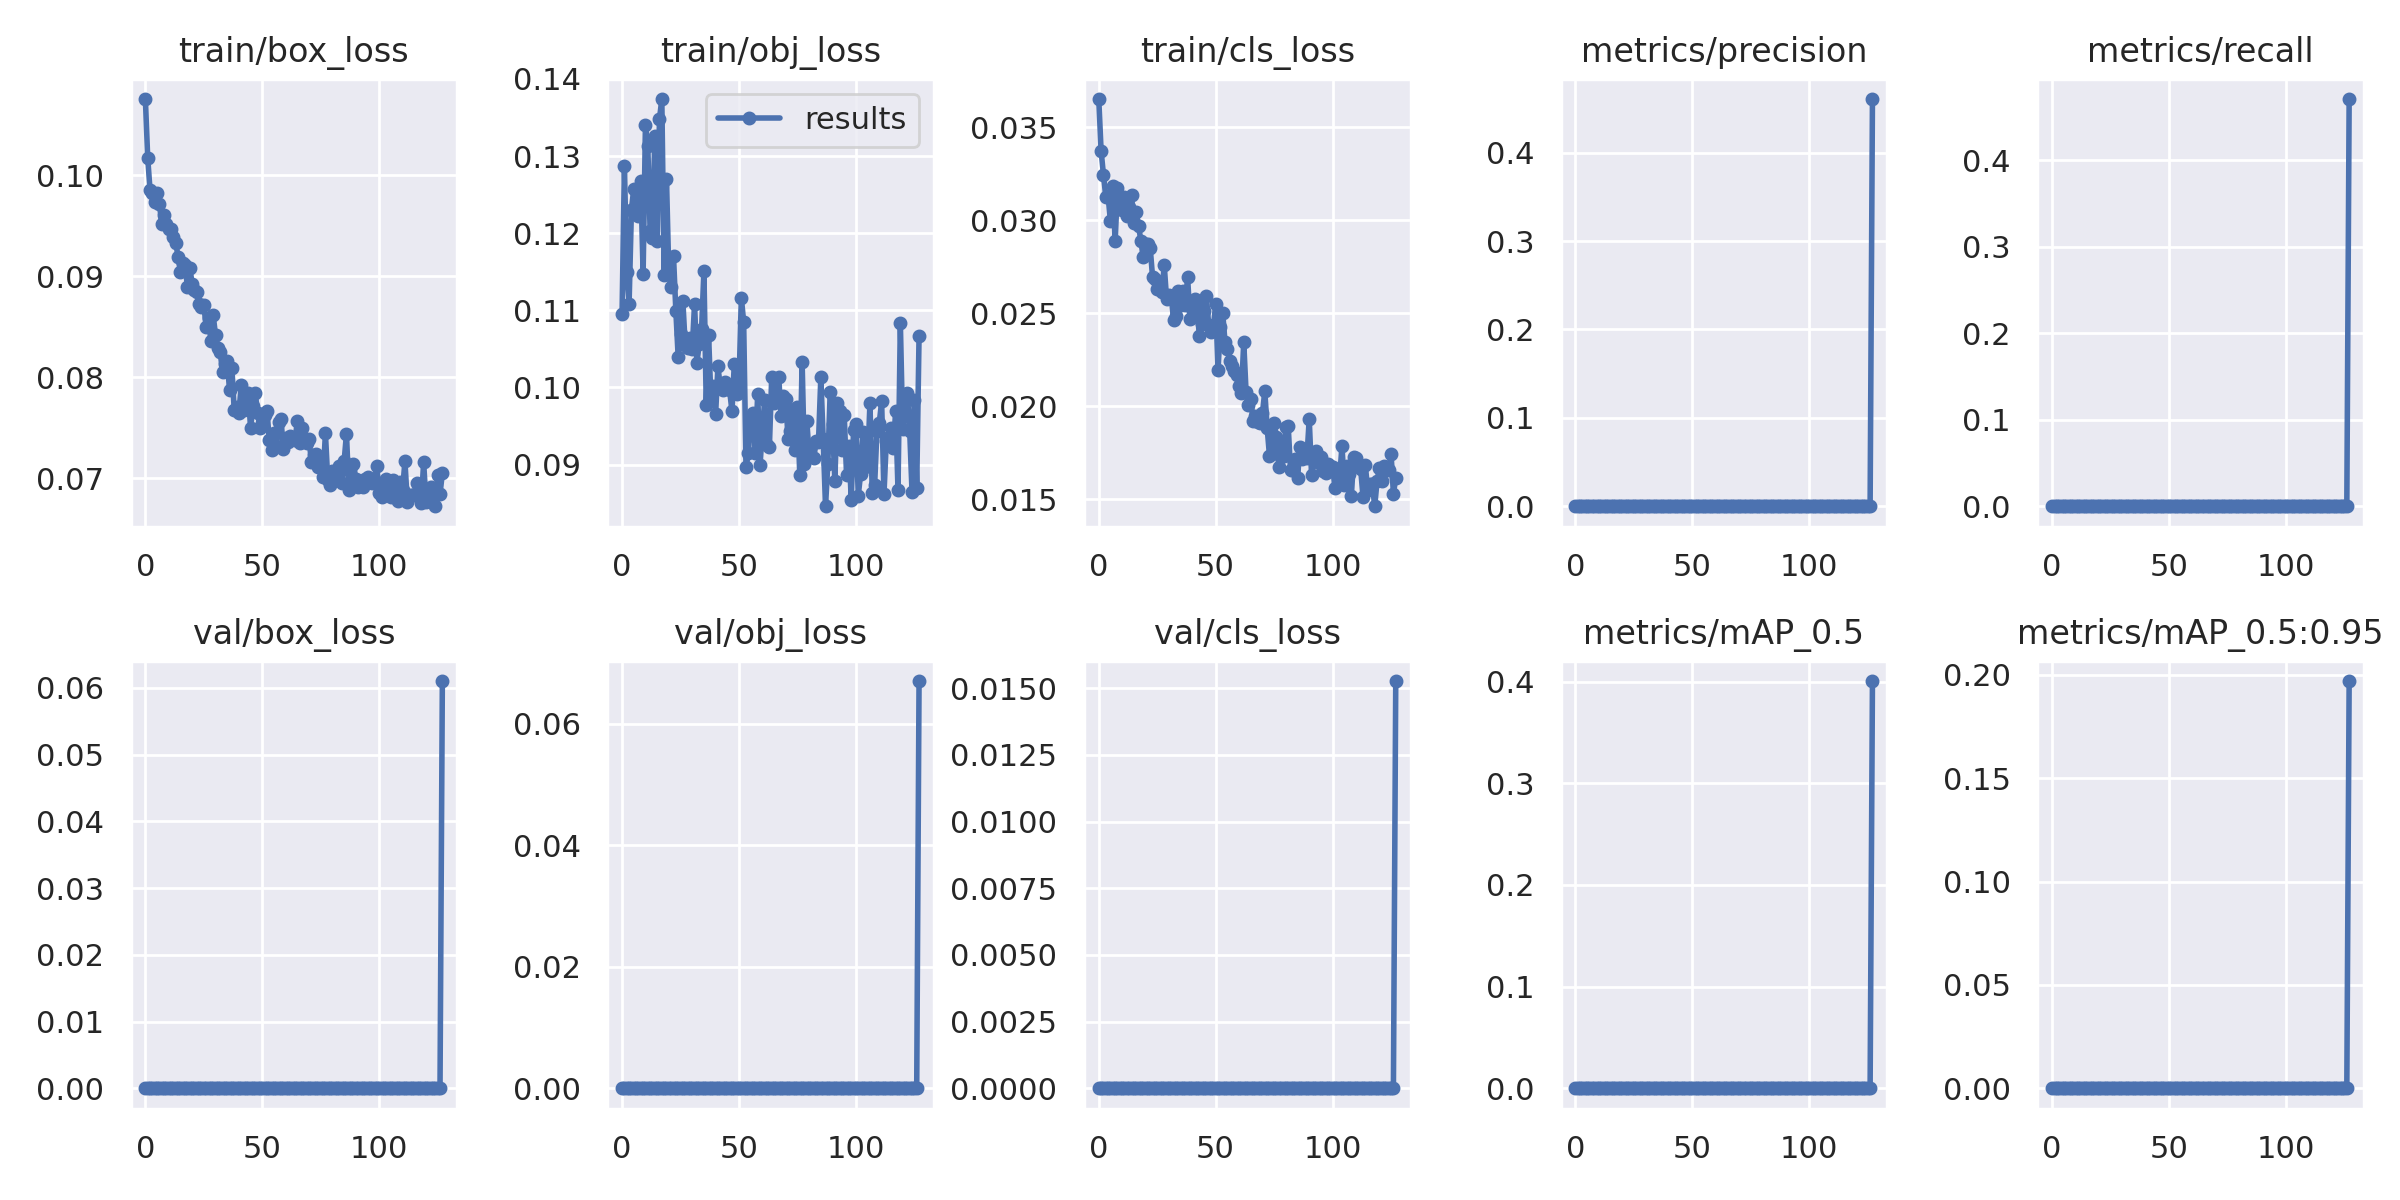 train/box_loss
0.10
0.09
0.08
0.07
0 50 100
train/obj_loss
results
0.14
0.13
0.12
0.11
0.10
0.09
0 50 100
train/cls_loss
0.035
0.030
0.025
0.020
0.015
0 50 100
metrics/precision
0.4
0.3
0.2
0.1
0.0
0 50 100
metrics/recall
0.4
0.3
0.2
0.1
0.0
0 50 100
val/box_loss
0.06
0.05
0.04
0.03
0.02
0.01
0.00
0 50 100
val/obj_loss
0.06
0.04
0.02
0.00
0 50 100
val/cls_loss
0.0150
0.0125
0.0100
0.0075
0.0050
0.0025
0.0000
0 50 100
metrics/mAP_0.5
0.4
0.3
0.2
0.1
0.0
0 50 100
metrics/mAP_0.5:0.95
0.20
0.15
0.10
0.05
0.00
0 50 100